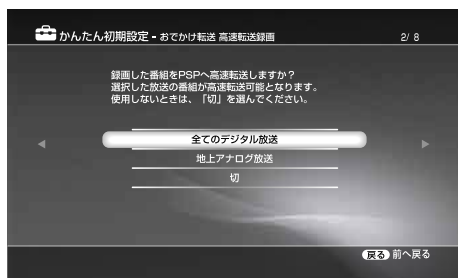 かんたん初期設定 - おでかけ転送 高速転送録画 2/ 8
録画した番組をPSPへ高速転送しますか？
選択した放送の番組が高速転送可能となります。
使用しないときは、「切」を選んでください。
全てのデジタル放送
地上アナログ放送
切
戻る 前へ戻る